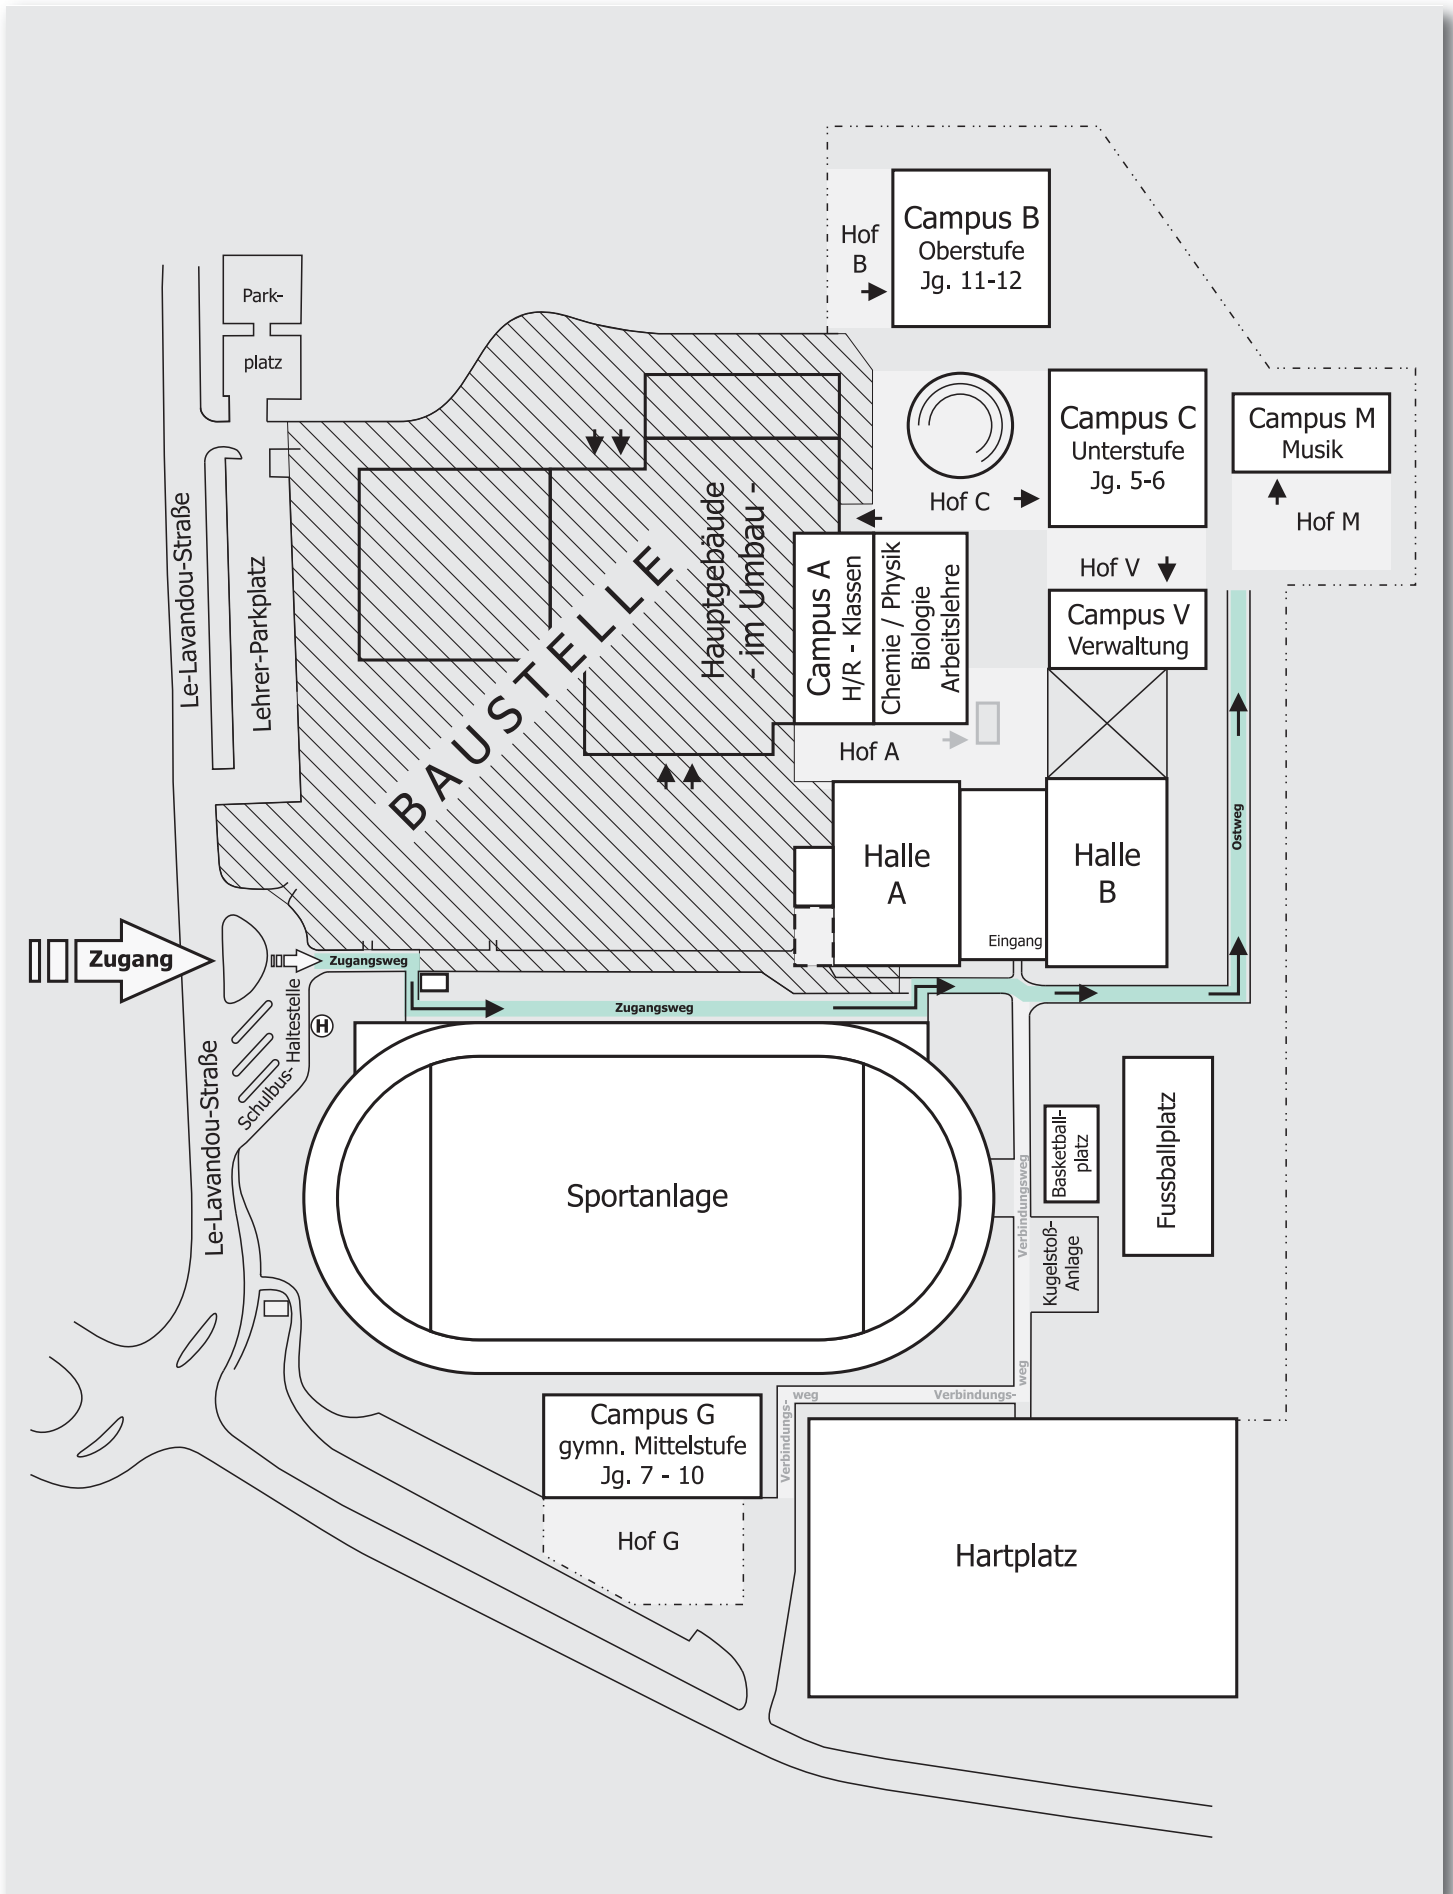 Campus B
Oberstufe
Jg. 11-12
Hof
B
Park-
platz
Campus C
Unterstufe
Jg. 5-6
Campus M
Musik
Hof C
Hof M
Hauptgebäude
- im Umbau -
BAUSTELLE
Campus A
H/R - Klassen
Chemie / Physik
Biologie
Arbeitslehre
Hof V
Campus V
Verwaltung
Le-Lavandou-Straße
Lehrer-Parkplatz
Hof A
Halle
A
Halle
B
Eingang
Ostweg
Zugang
Zugangsweg
Zugangsweg
Schulbus-Haltestelle
H
Le-Lavandou-Straße
Sportanlage
Verbindungsweg
Basketball-
platz
Fussballplatz
Kugelstoß-
Anlage
weg
Verbindungs-
weg
Verbindungs-
Campus G
gymn. Mittelstufe
Jg. 7 - 10
Hof G
Hartplatz